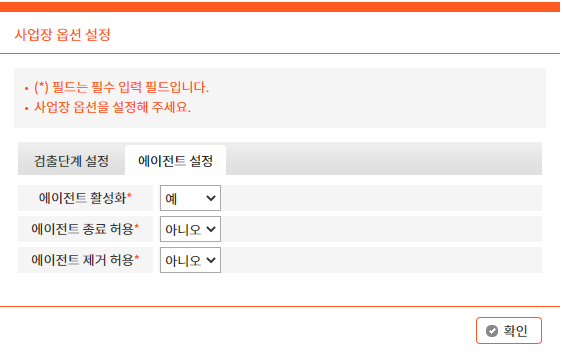 사업장 옵션 설정
• (*) 필드는 필수 입력 필드입니다.
• 사업장 옵션을 설정해 주세요.
검출단계 설정 에이전트 설정
에이전트 활성화* 예
에이전트 종료 허용* 아니오
에이전트 제거 허용* 아니오
확인